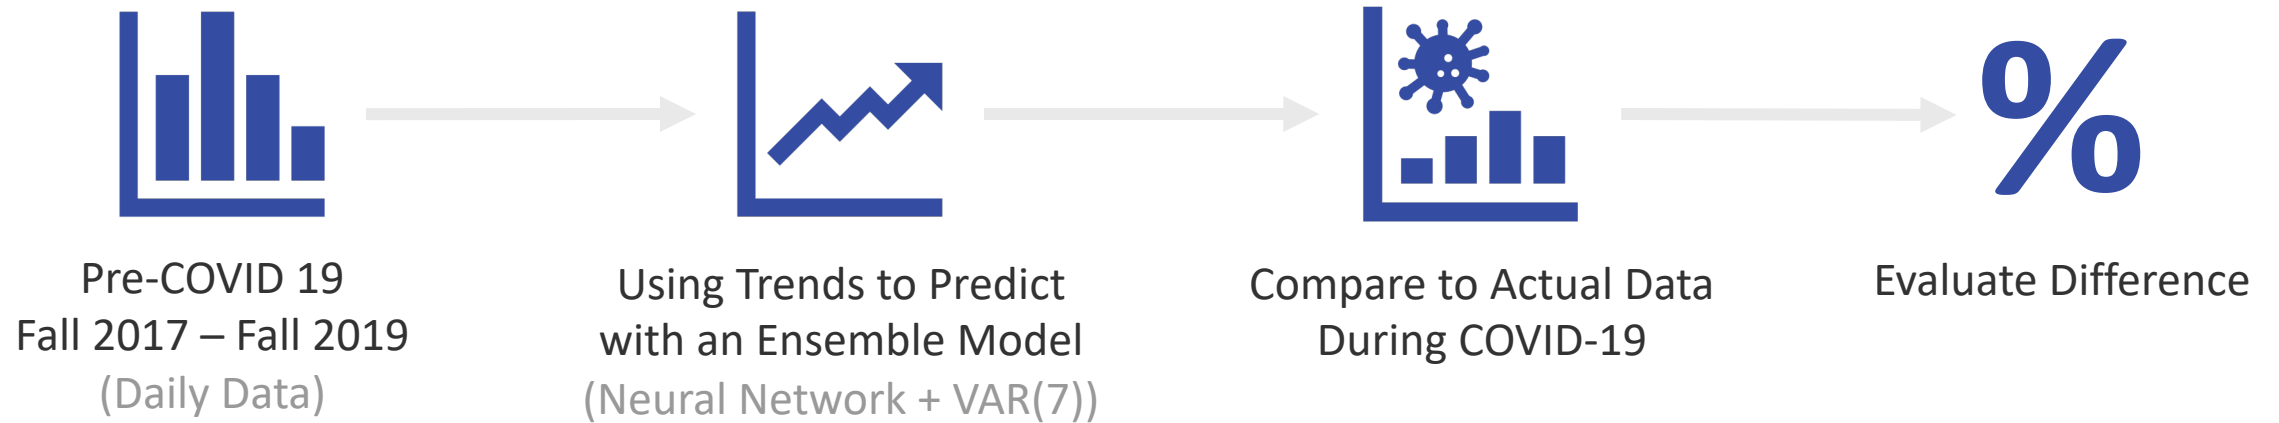 %
Pre-COVID 19
Fall 2017 – Fall 2019
(Daily Data)
Using Trends to Predict
with an Ensemble Model
(Neural Network + VAR(7))
Compare to Actual Data
During COVID-19
Evaluate Difference